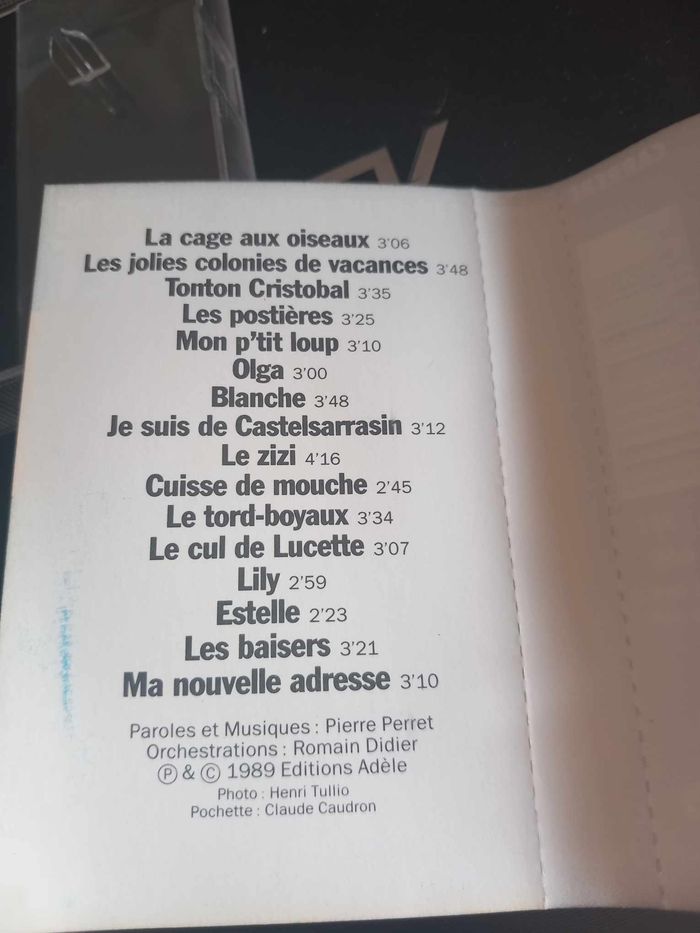 La cage aux oiseaux 3'06
Les jolies colonies de vacances 3'48
Tonton Cristobal 3'35
Les postières 3'25
Mon p'tit loup 3'10
Olga 3'00
Blanche 3'48
Je suis de Castelsarrasin 3'12
Le zizi 4'16
Cuisse de mouche 2'45
Le tord-boyaux 3'34
Le cul de Lucette 3'07
Lily 2'59
Estelle 2'23
Les baisers 3'21
Ma nouvelle adresse 3'10
Paroles et Musiques : Pierre Perret
Orchestrations : Romain Didier
Ⓟ & Ⓒ 1989 Editions Adèle
Photo : Henri Tullio
Pochette : Claude Caudron